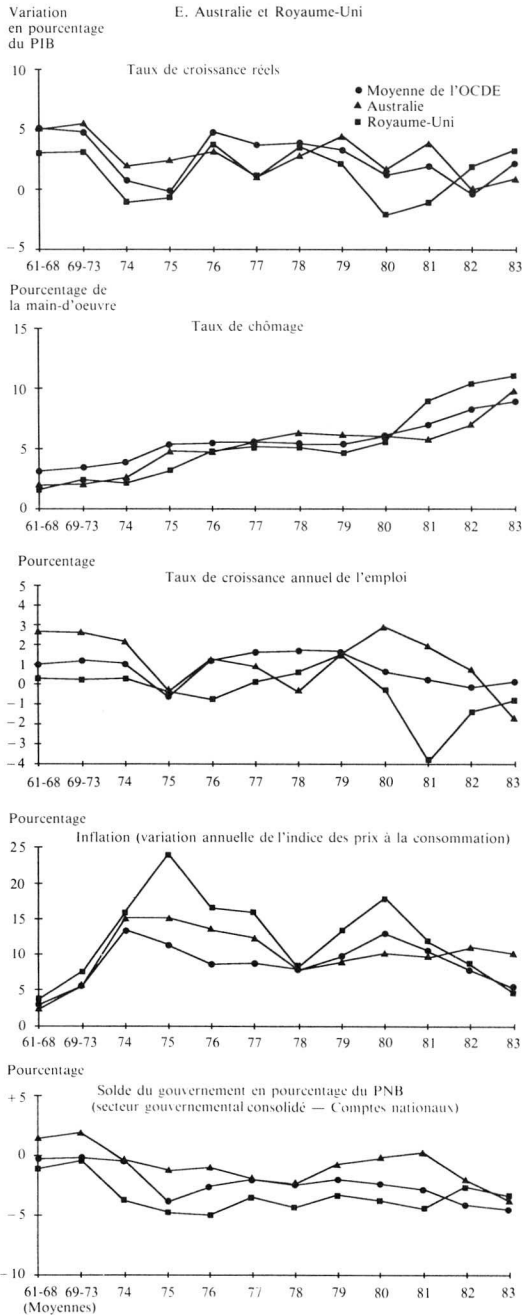 Variation
en pourcentage
du PIB
E. Australie et Royaume-Uni
Taux de croissance réels
● Moyenne de l'OCDE
▲ Australie
■ Royaume-Uni
10
5
0
−5
61-68 69-73 74 75 76 77 78 79 80 81 82 83
Pourcentage de
la main-d'oeuvre
Taux de chômage
15
10
5
0
61-68 69-73 74 75 76 77 78 79 80 81 82 83
Pourcentage
Taux de croissance annuel de l'emploi
5
4
3
2
1
0
−1
−2
−3
−4
61-68 69-73 74 75 76 77 78 79 80 81 82 83
Pourcentage
Inflation (variation annuelle de l'indice des prix à la consommation)
25
20
15
10
5
0
61-68 69-73 74 75 76 77 78 79 80 81 82 83
Pourcentage
Solde du gouvernement en pourcentage du PNB
(secteur gouvernemental consolidé — Comptes nationaux)
+5
0
−5
−10
61-68 69-73 74 75 76 77 78 79 80 81 82 83
(Moyennes)